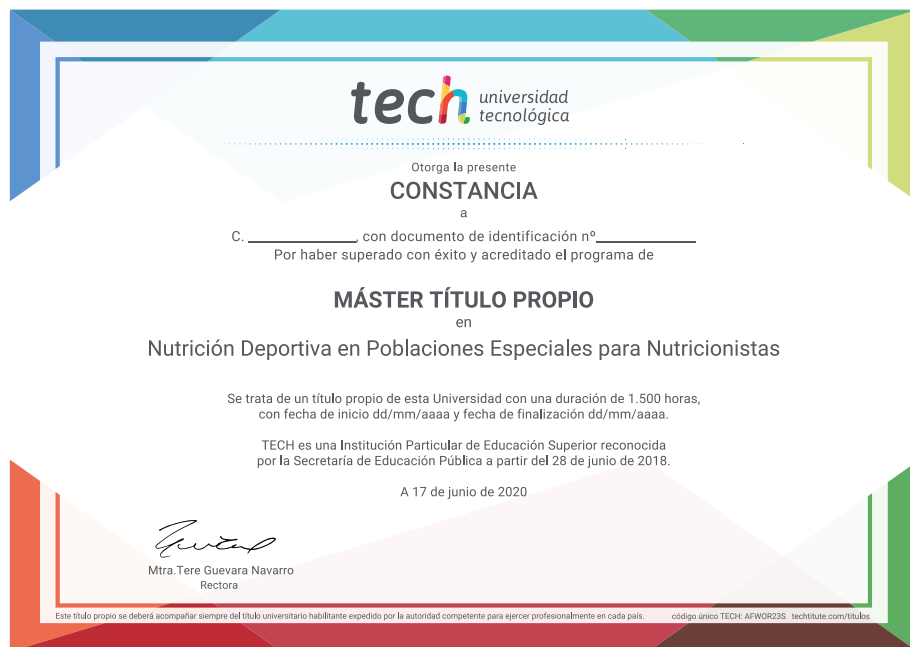 tech universidad
tecnológica
Otorga la presente
CONSTANCIA
a
C. ____________, con documento de identificación nº____________
Por haber superado con éxito y acreditado el programa de
MÁSTER TÍTULO PROPIO
en
Nutrición Deportiva en Poblaciones Especiales para Nutricionistas
Se trata de un título propio de esta Universidad con una duración de 1.500 horas,
con fecha de inicio dd/mm/aaaa y fecha de finalización dd/mm/aaaa.
TECH es una Institución Particular de Educación Superior reconocida
por la Secretaría de Educación Pública a partir del 28 de junio de 2018.
A 17 de junio de 2020
Mtra.Tere Guevara Navarro
Rectora
Este título propio se deberá acompañar siempre del título universitario habilitante expedido por la autoridad competente para ejercer profesionalmente en cada país. código único TECH: AFWOR23S techtitute.com/titulos